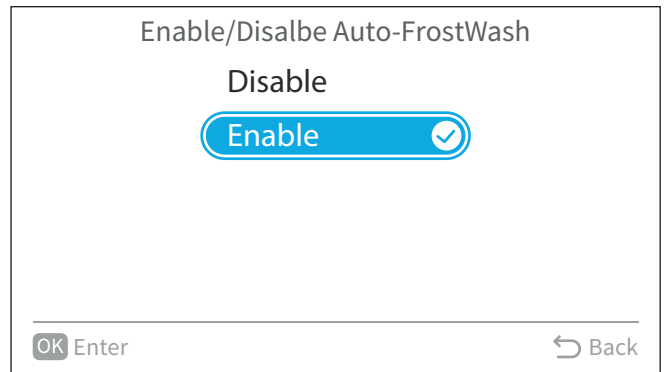 Enable/Disalbe Auto-FrostWash
Disable
Enable
OK Enter
Back